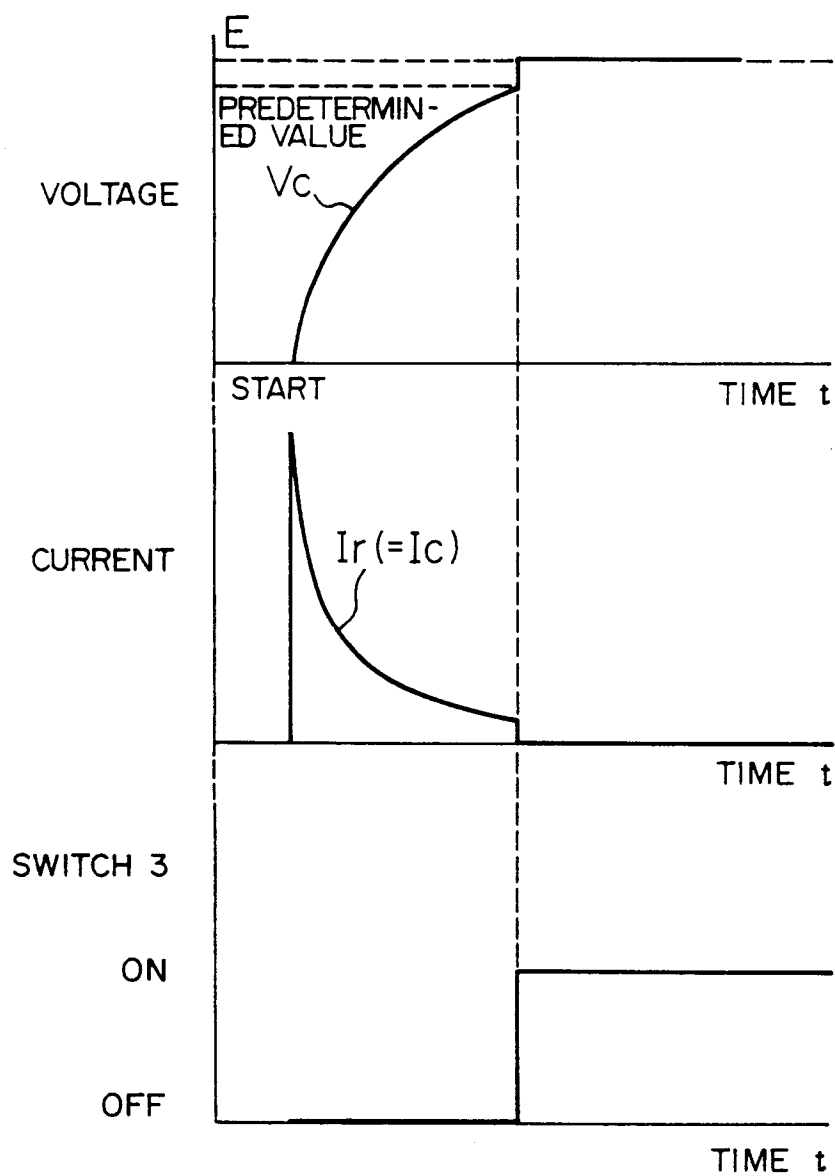 E
PREDETERMIN-
ED VALUE
VOLTAGE
Vc
START
TIME t
CURRENT
Ir (=Ic)
TIME t
SWITCH 3
ON
OFF
TIME t